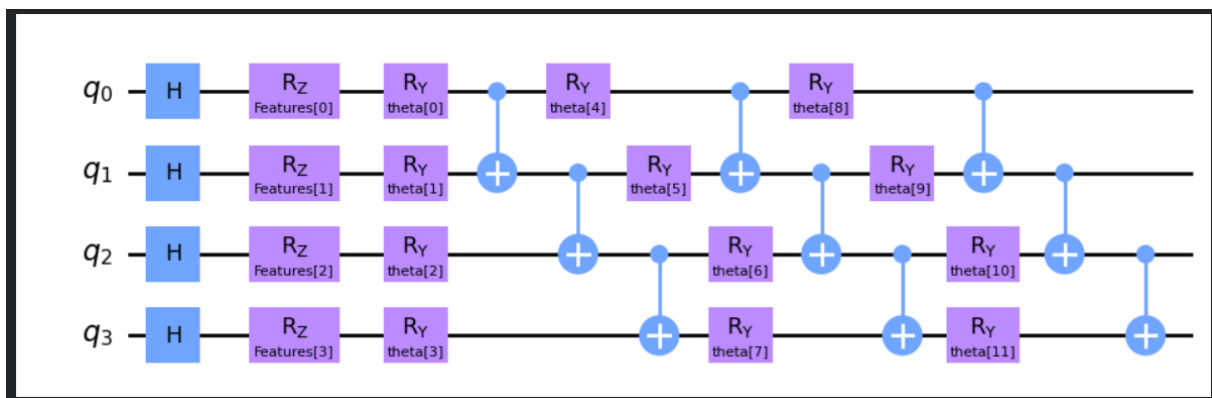 q0 H RZ Features[0] RY theta[0] RY theta[4] RY theta[8]
q1 H RZ Features[1] RY theta[1] RY theta[5] RY theta[9]
q2 H RZ Features[2] RY theta[2] RY theta[6] RY theta[10]
q3 H RZ Features[3] RY theta[3] RY theta[7] RY theta[11]